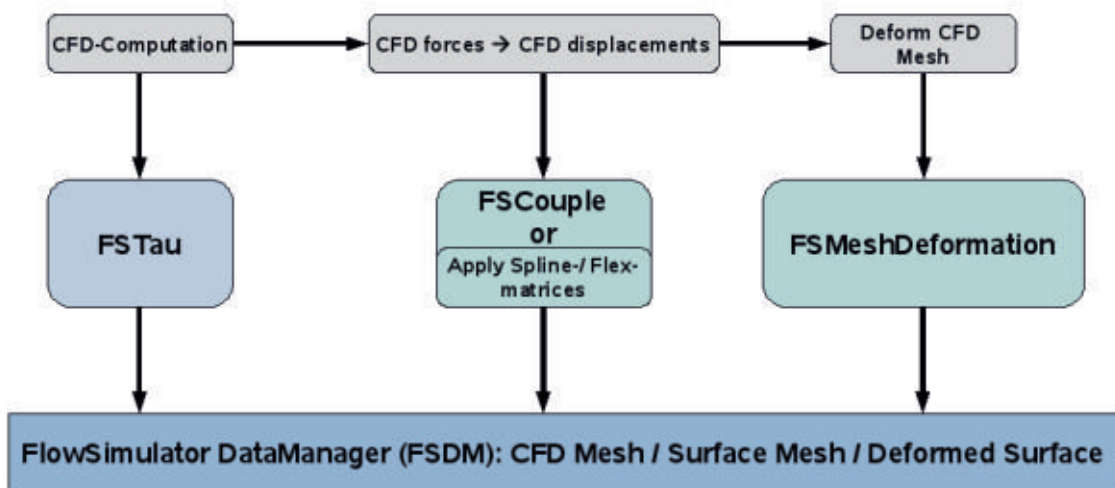 CFD-Computation
CFD forces → CFD displacements
Deform CFD
Mesh
FSTau
FSCouple
or
Apply Spline-/ Flex-
matrices
FSMeshDeformation
FlowSimulator DataManager (FSDM): CFD Mesh / Surface Mesh / Deformed Surface